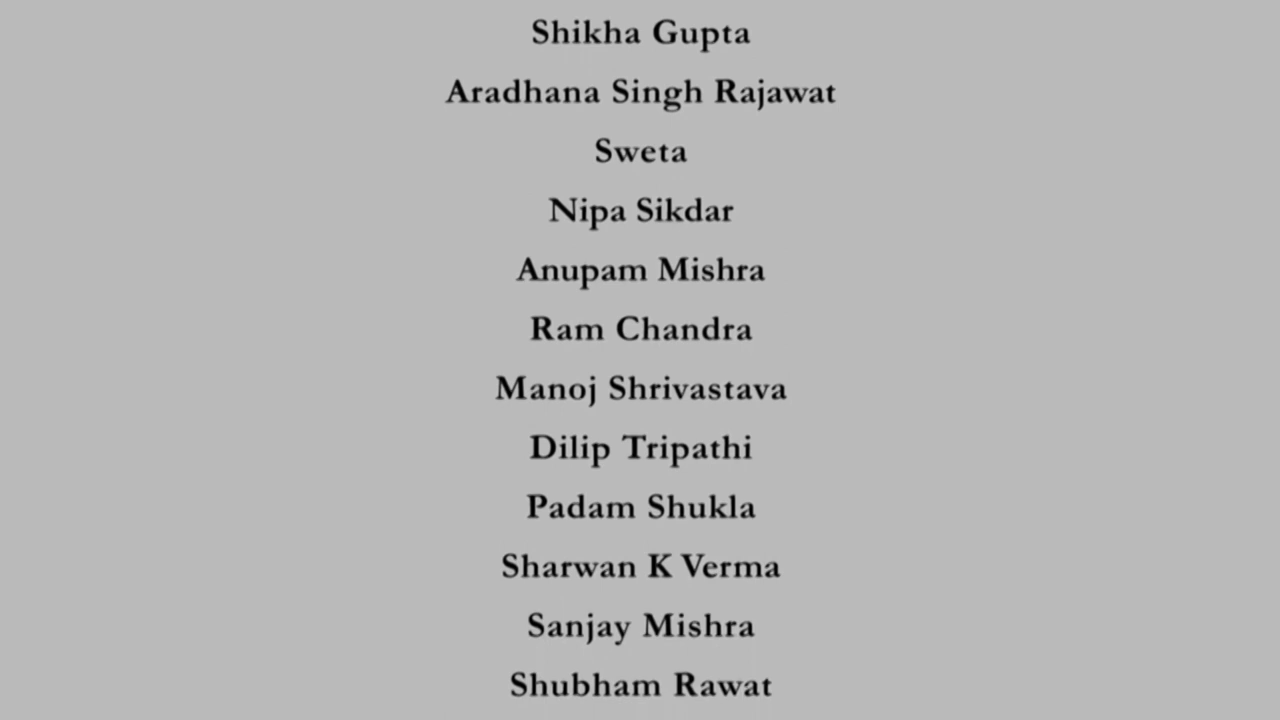 Shikha Gupta
Aradhana Singh Rajawat
Sweta
Nipa Sikdar
Anupam Mishra
Ram Chandra
Manoj Shrivastava
Dilip Tripathi
Padam Shukla
Sharwan K Verma
Sanjay Mishra
Shubham Rawat